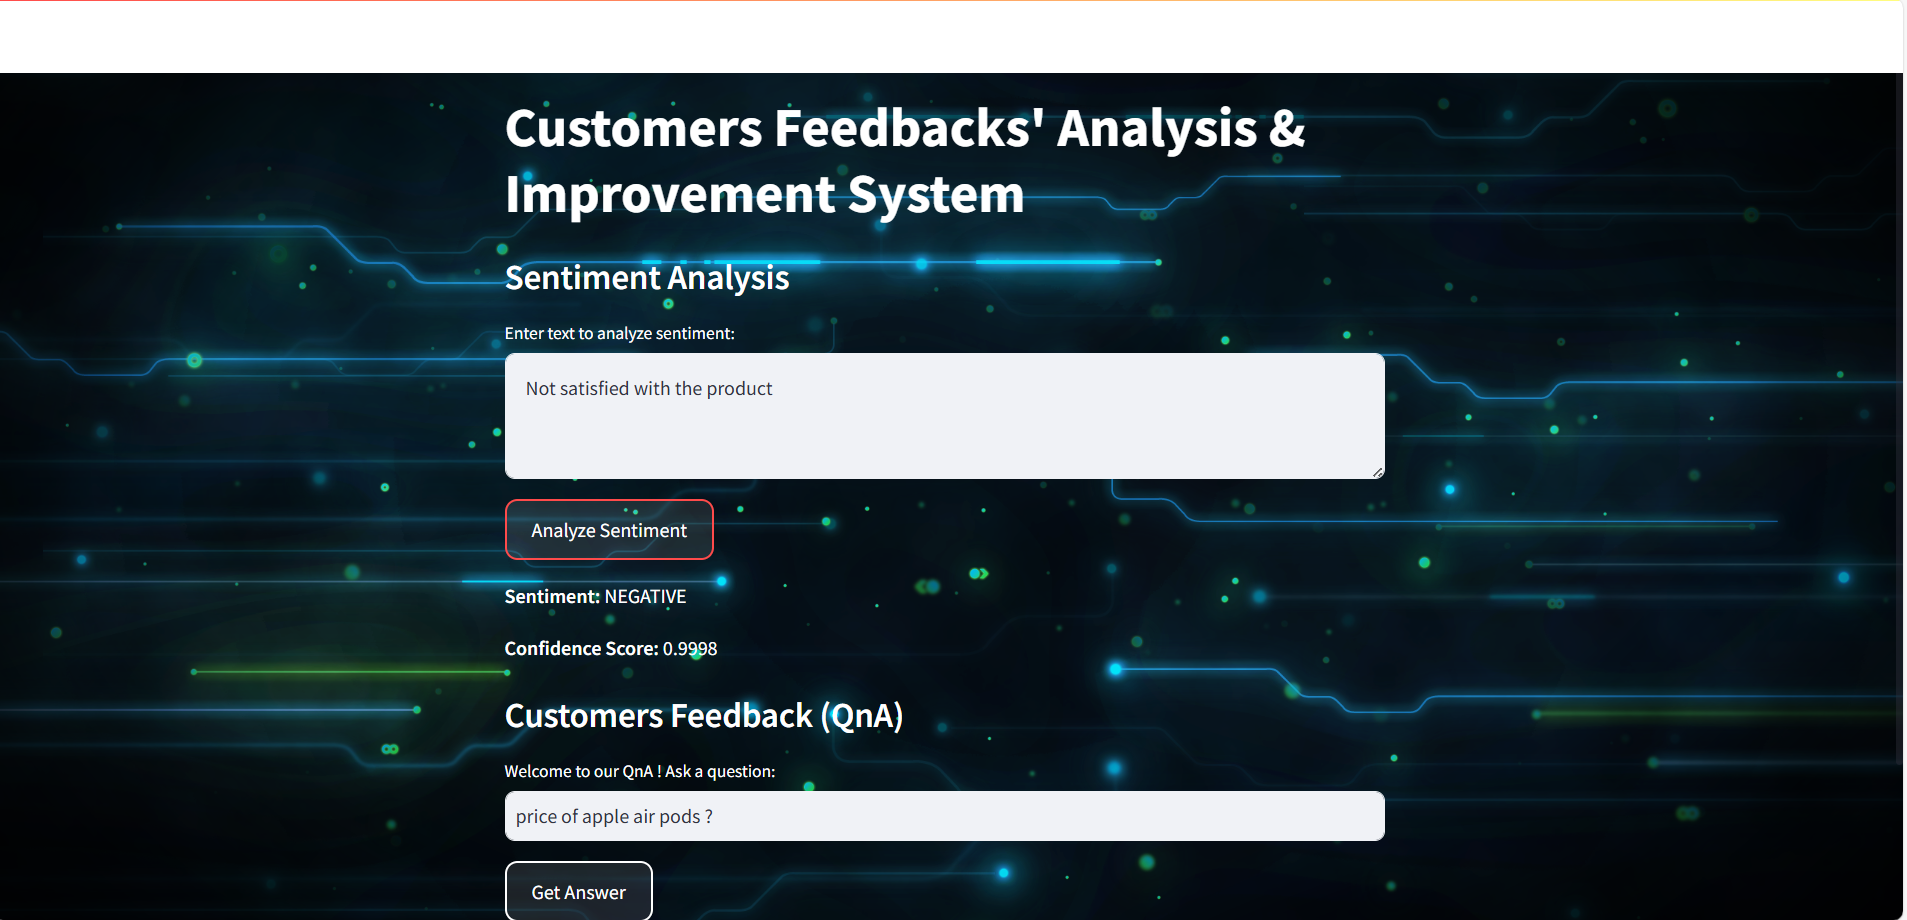 Customers Feedbacks' Analysis &
Improvement System
Sentiment Analysis
Enter text to analyze sentiment:
Not satisfied with the product
Analyze Sentiment
Sentiment: NEGATIVE
Confidence Score: 0.9998
Customers Feedback (QnA)
Welcome to our QnA ! Ask a question:
price of apple air pods ?
Get Answer